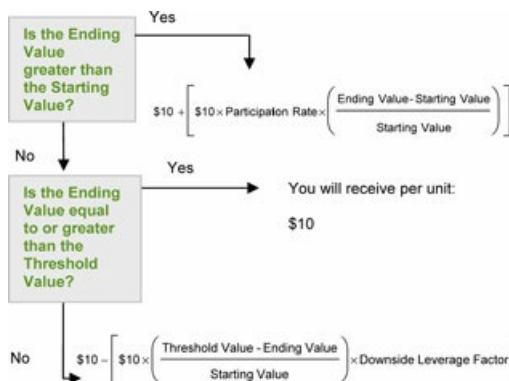 Yes
Is the Ending
Value
greater than
the Starting
Value?
$10 + [ $10 × Participation Rate × ( Ending Value - Starting Value
Starting Value ) ]
No
Yes
Is the Ending
Value equal
to or greater
than the
Threshold
Value?
You will receive per unit:
$10
No
$10 – [ $10 × ( Threshold Value - Ending Value
Starting Value ) × Downside Leverage Factor